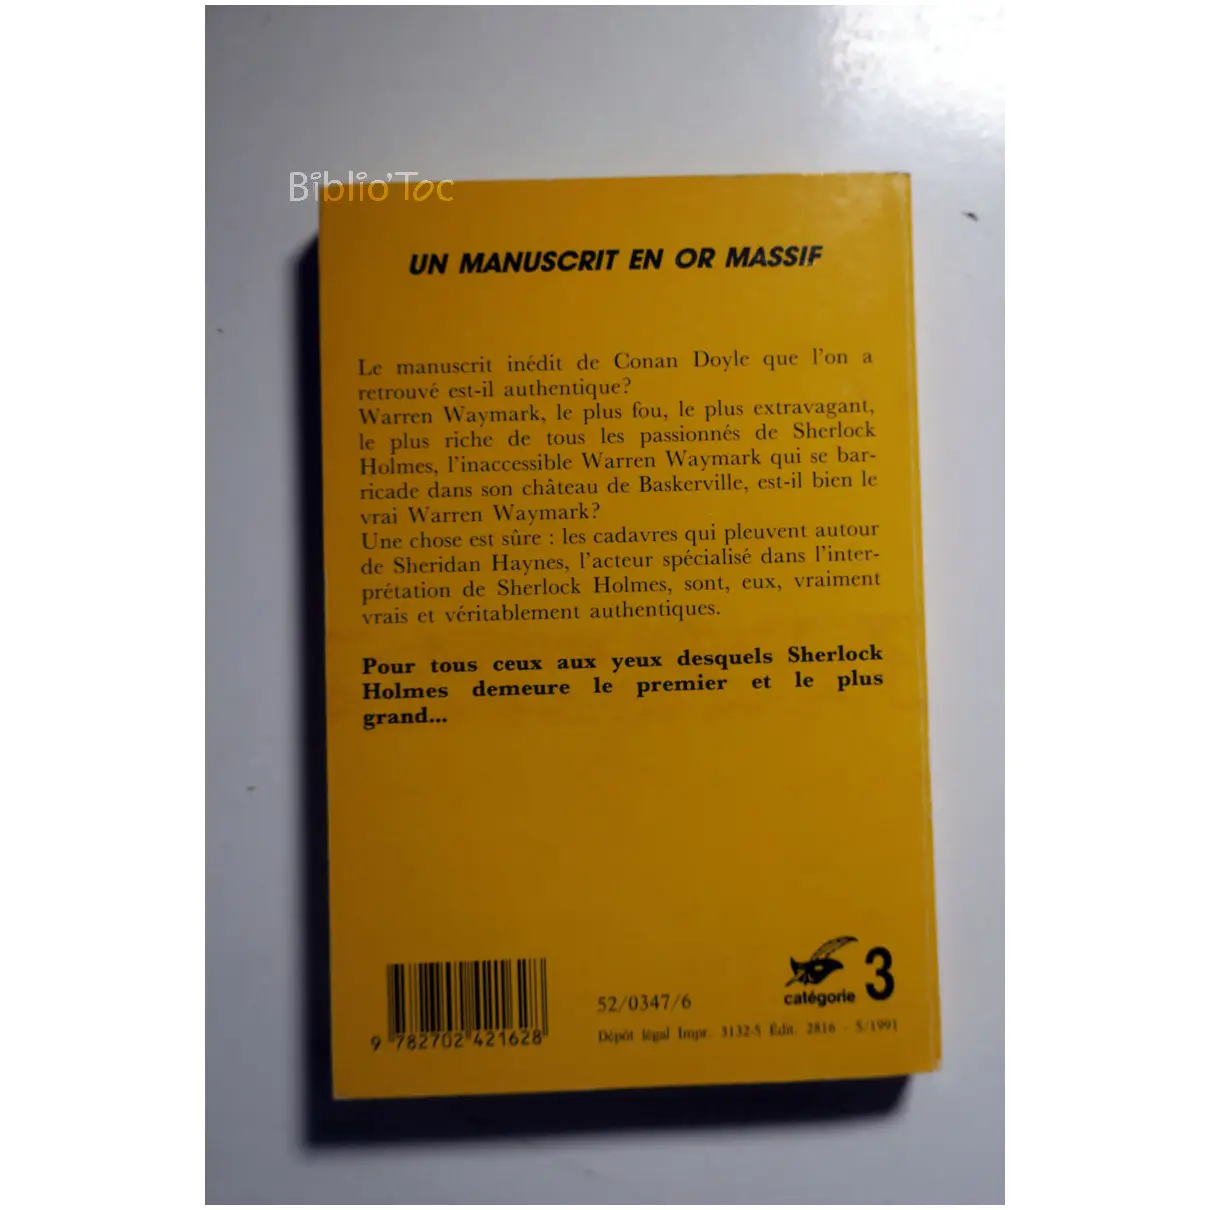 Biblio'Toc
UN MANUSCRIT EN OR MASSIF
Le manuscrit inédit de Conan Doyle que l'on a
retrouvé est-il authentique?
Warren Waymark, le plus fou, le plus extravagant,
le plus riche de tous les passionnés de Sherlock
Holmes, l'inaccessible Warren Waymark qui se bar-
ricade dans son château de Baskerville, est-il bien le
vrai Warren Waymark?
Une chose est sûre : les cadavres qui pleuvent autour
de Sheridan Haynes, l'acteur spécialisé dans l'inter-
prétation de Sherlock Holmes, sont, eux, vraiment
vrais et véritablement authentiques.
Pour tous ceux aux yeux desquels Sherlock
Holmes demeure le premier et le plus
grand...
catégorie 3
52/0347/6
Dépôt légal Impr. 3132-5 Édit. 2816 - 5/1991
9 782702 421628